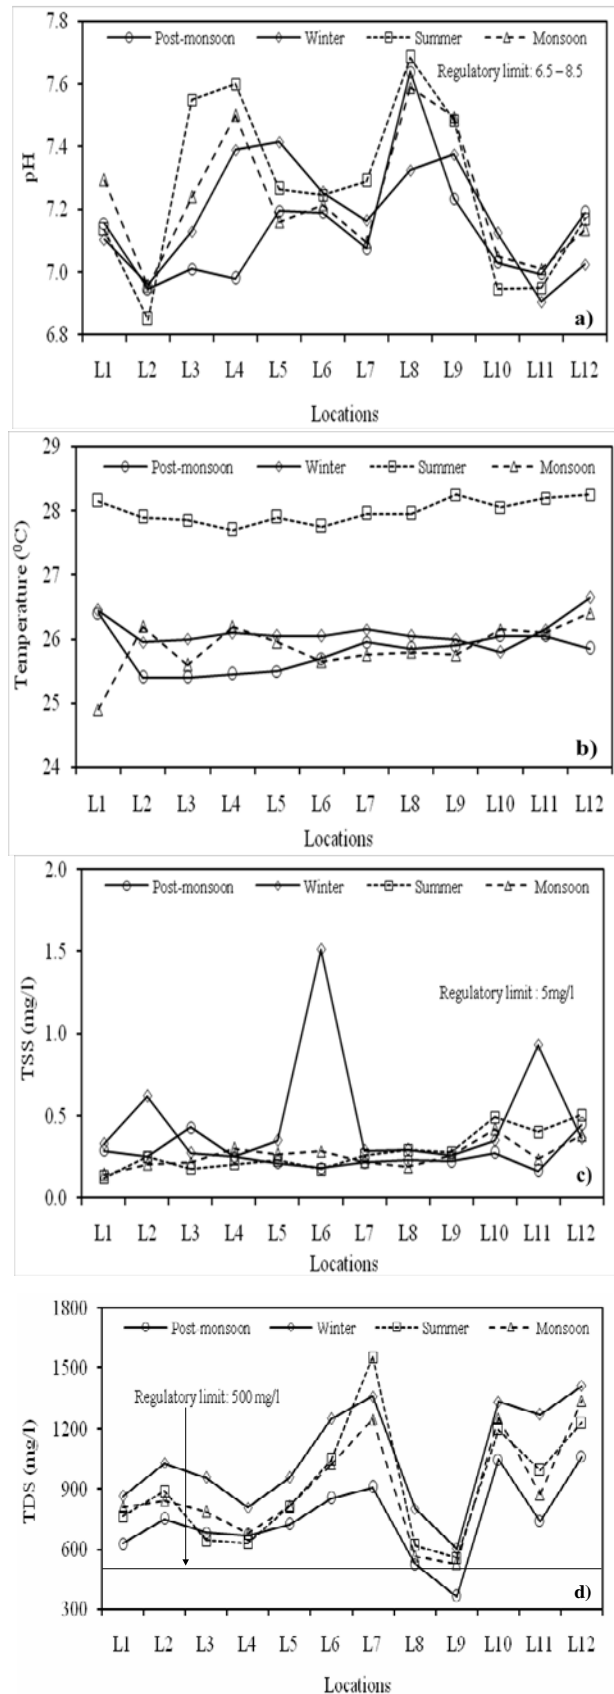 Post-monsoon Winter Summer Monsoon
Regulatory limit: 6.5 – 8.5
pH
7.8
7.6
7.4
7.2
7.0
6.8
a)
L1 L2 L3 L4 L5 L6 L7 L8 L9 L10 L11 L12
Locations
Post-monsoon Winter Summer Monsoon
Temperature (⁰C)
29
28
27
26
25
24
b)
L1 L2 L3 L4 L5 L6 L7 L8 L9 L10 L11 L12
Locations
Post-monsoon Winter Summer Monsoon
Regulatory limit : 5mg/l
TSS (mg/l)
2.0
1.5
1.0
0.5
0.0
c)
L1 L2 L3 L4 L5 L6 L7 L8 L9 L10 L11 L12
Locations
Post-monsoon Winter Summer Monsoon
Regulatory limit: 500 mg/l
TDS (mg/l)
1800
1500
1200
900
600
300
d)
L1 L2 L3 L4 L5 L6 L7 L8 L9 L10 L11 L12
Locations